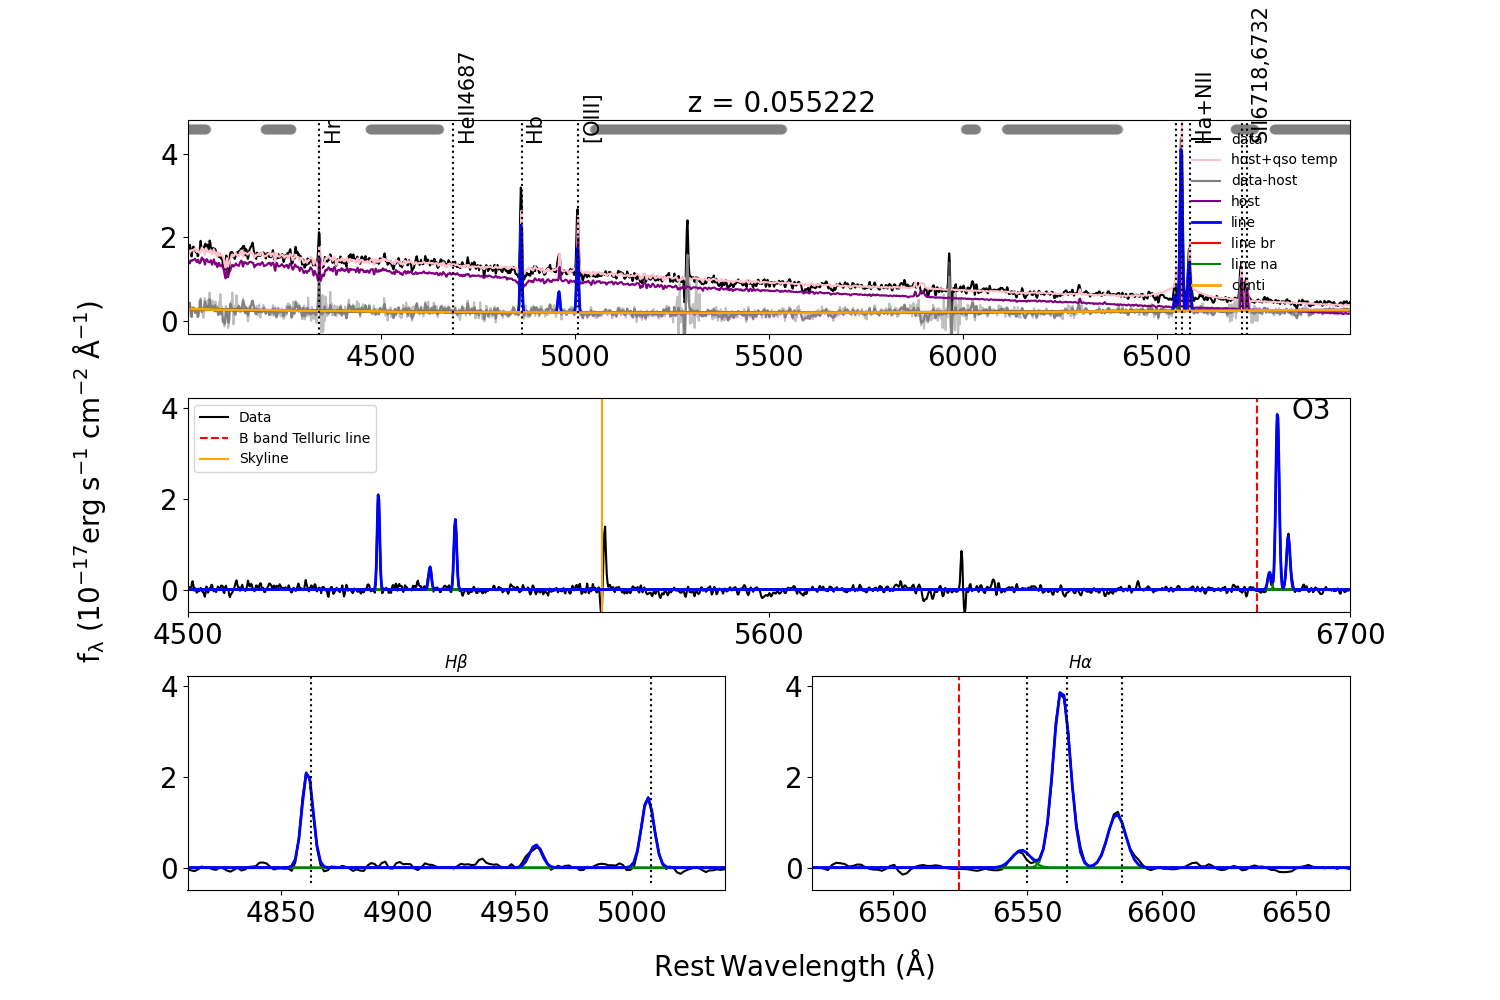 z = 0.055222
Hr
HeII4687
Hb
[OIII]
Ha+NII
SII6718,6732
data
host+qso temp
data-host
host
line
line br
line na
conti
4
2
0
4500
5000
5500
6000
6500
fλ (10⁻¹⁷erg s⁻¹ cm⁻² Å⁻¹)
Data
B band Telluric line
Skyline
O3
4
2
0
4500
5600
6700
Hβ
4
2
0
4850
4900
4950
5000
Hα
4
2
0
6500
6550
6600
6650
Rest Wavelength (Å)